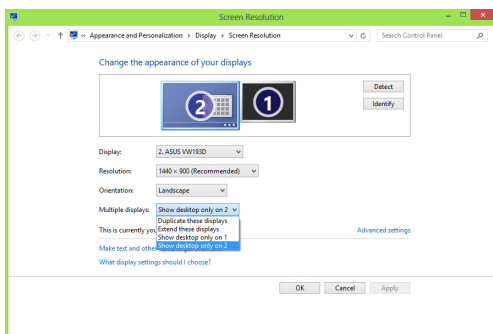 Screen Resolution
« Appearance and Personalization Display Screen Resolution Search Control Panel
Change the appearance of your displays
2 1
Detect
Identify
Display: 2. ASUS VW193D
Resolution: 1440 × 900 (Recommended)
Orientation: Landscape
Multiple displays: Show desktop only on 2
Duplicate these displays
Extend these displays
Show desktop only on 1
Show desktop only on 2
This is currently Advanced settings
Make text and
What display settings should I choose?
OK Cancel Apply